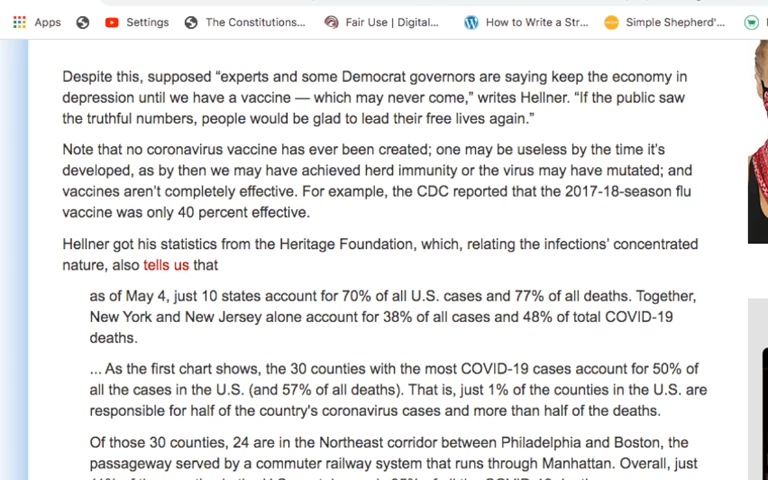 Apps Settings The Constitutions... Fair Use | Digital... How to Write a Str... Simple Shepherd'...
Despite this, supposed “experts and some Democrat governors are saying keep the economy in
depression until we have a vaccine — which may never come,” writes Hellner. “If the public saw
the truthful numbers, people would be glad to lead their free lives again.”
Note that no coronavirus vaccine has ever been created; one may be useless by the time it’s
developed, as by then we may have achieved herd immunity or the virus may have mutated; and
vaccines aren’t completely effective. For example, the CDC reported that the 2017-18-season flu
vaccine was only 40 percent effective.
Hellner got his statistics from the Heritage Foundation, which, relating the infections’ concentrated
nature, also tells us that
as of May 4, just 10 states account for 70% of all U.S. cases and 77% of all deaths. Together,
New York and New Jersey alone account for 38% of all cases and 48% of total COVID-19
deaths.
... As the first chart shows, the 30 counties with the most COVID-19 cases account for 50% of
all the cases in the U.S. (and 57% of all deaths). That is, just 1% of the counties in the U.S. are
responsible for half of the country's coronavirus cases and more than half of the deaths.
Of those 30 counties, 24 are in the Northeast corridor between Philadelphia and Boston, the
passageway served by a commuter railway system that runs through Manhattan. Overall, just